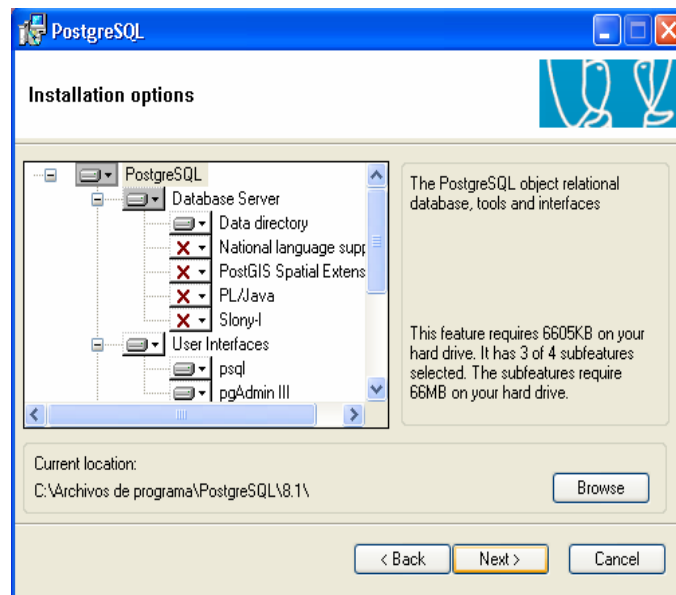 PostgreSQL
Installation options
PostgreSQL
Database Server
Data directory
National language supp
PostGIS Spatial Extens
PL/Java
Slony-I
User Interfaces
psql
pgAdmin III
The PostgreSQL object relational
database, tools and interfaces
This feature requires 6605KB on your
hard drive. It has 3 of 4 subfeatures
selected. The subfeatures require
66MB on your hard drive.
Current location:
C:\Archivos de programa\PostgreSQL\8.1\
Browse
< Back
Next >
Cancel